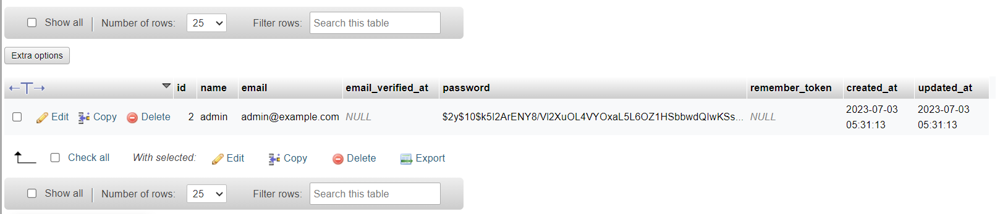 Show all Number of rows: 25 Filter rows: Search this table
Extra options
id name email email_verified_at password remember_token created_at updated_at
Edit Copy Delete 2 admin admin@example.com NULL $2y$10$k5I2ArENY8/VI2XuOL4VYOxaL5L6OZ1HSbbwdQIwKSs... NULL 2023-07-03 05:31:13 2023-07-03 05:31:13
Check all With selected: Edit Copy Delete Export
Show all Number of rows: 25 Filter rows: Search this table